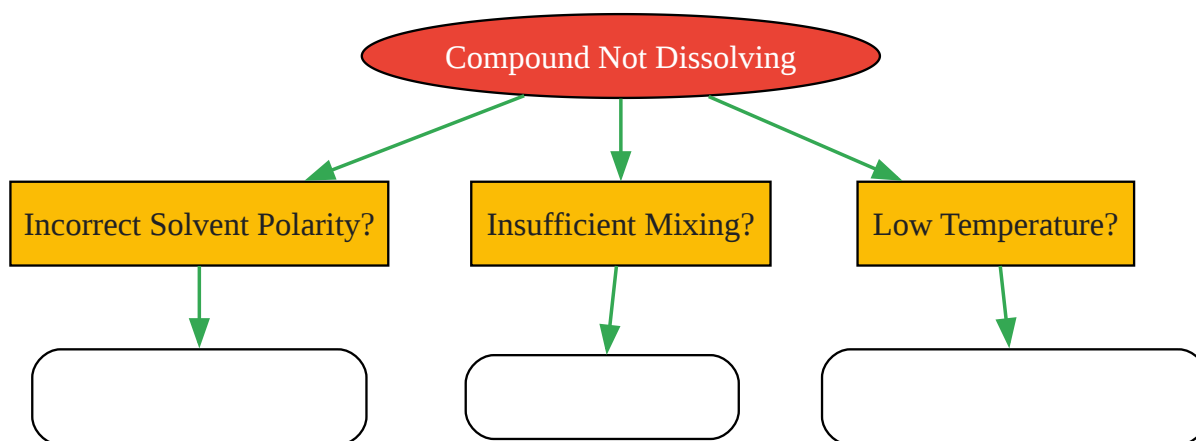 Compound Not Dissolving
Incorrect Solvent Polarity?
Insufficient Mixing?
Low Temperature?